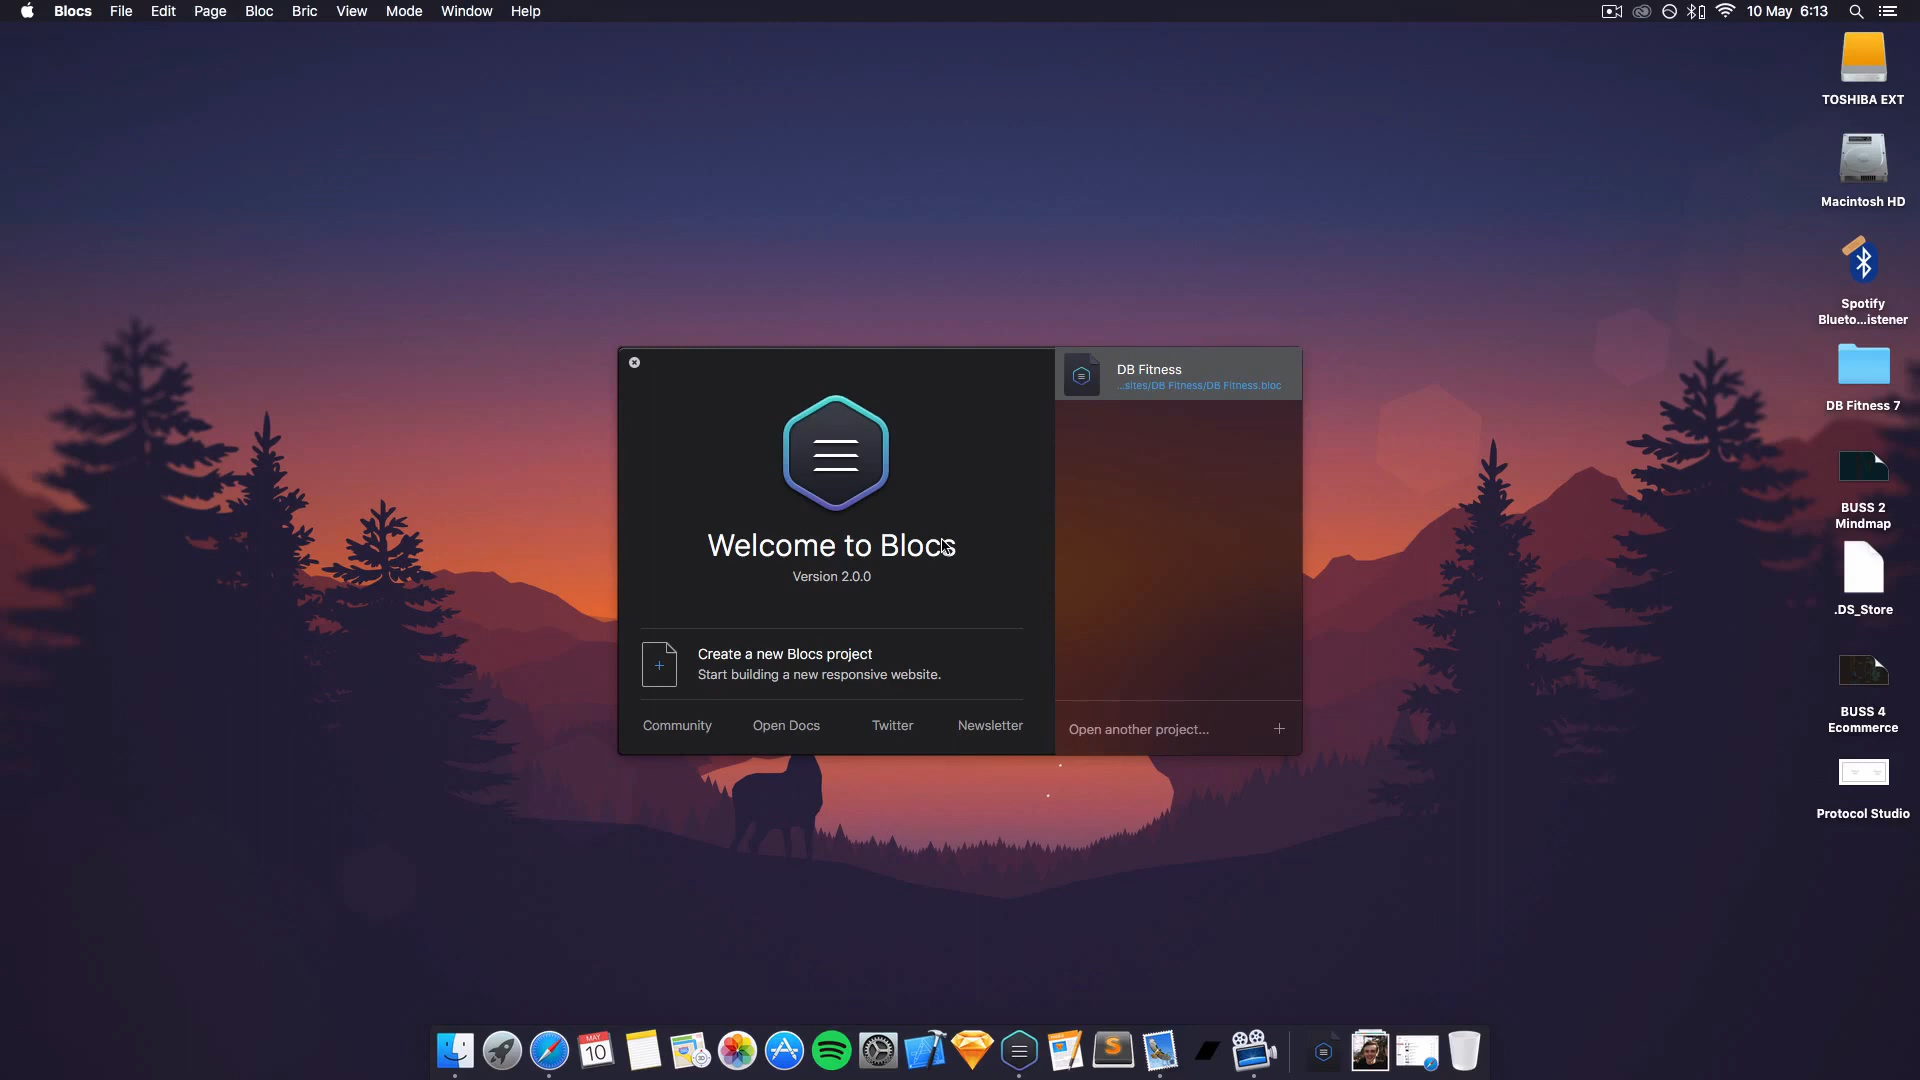 Blocs File Edit Page Bloc Bric View Mode Window Help
10 May 6:13
TOSHIBA EXT
Macintosh HD
Spotify
Blueto...istener
DB Fitness 7
BUSS 2
Mindmap
.DS_Store
BUSS 4
Ecommerce
Protocol Studio
Welcome to Blocs
Version 2.0.0
Create a new Blocs project
Start building a new responsive website.
Community Open Docs Twitter Newsletter
DB Fitness
...sites/DB Fitness/DB Fitness.bloc
Open another project...
MAY
10
S